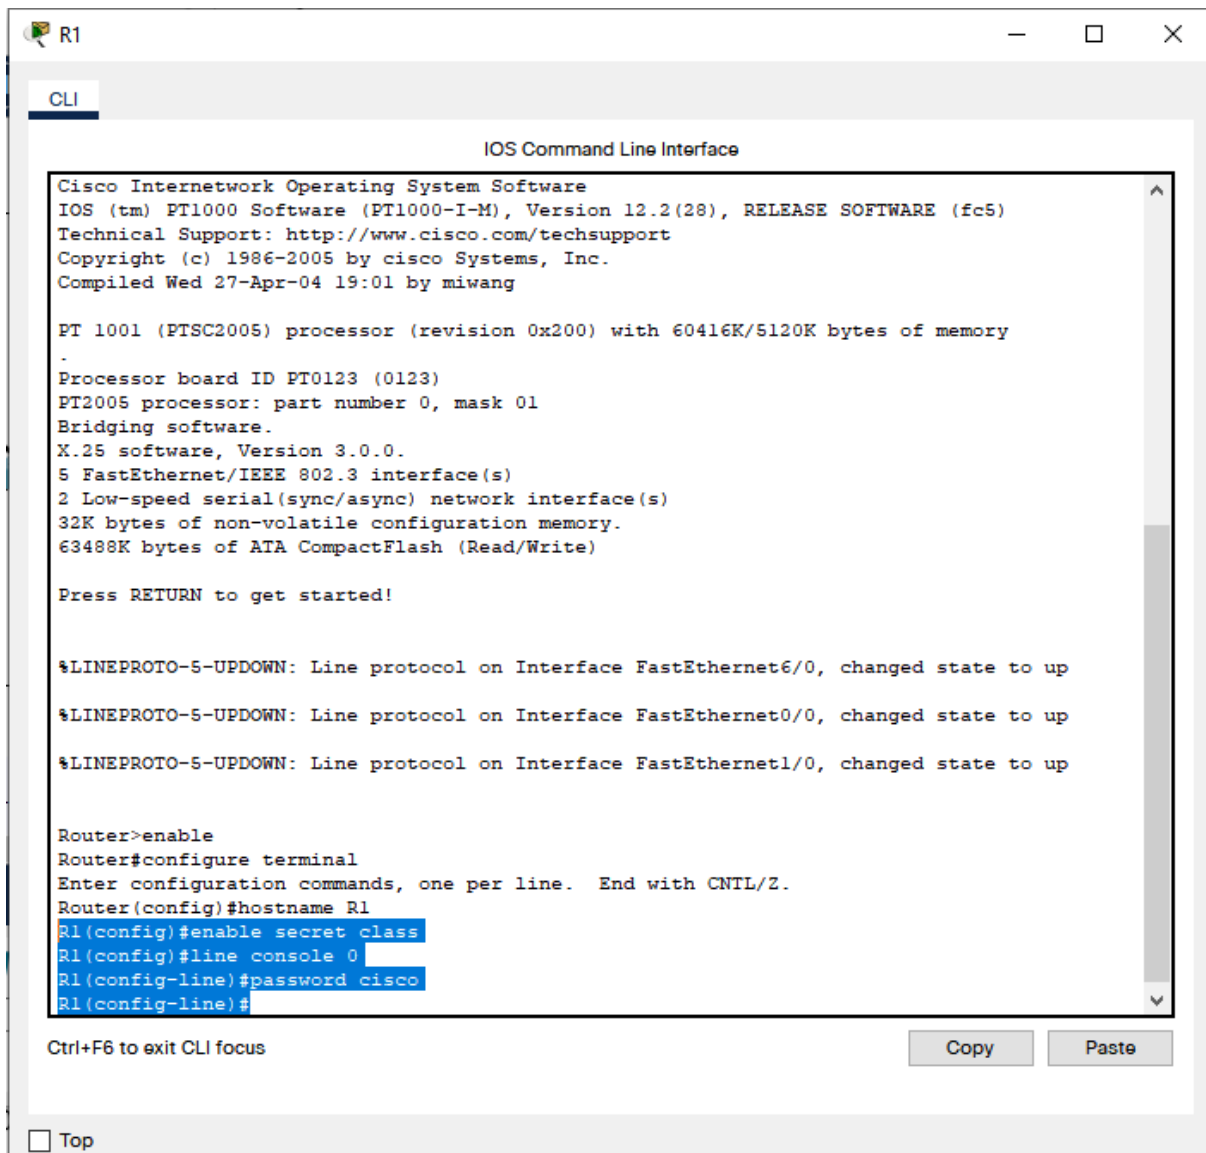 R1
CLI
IOS Command Line Interface
Cisco Internetwork Operating System Software
IOS (tm) PT1000 Software (PT1000-I-M), Version 12.2(28), RELEASE SOFTWARE (fc5)
Technical Support: http://www.cisco.com/techsupport
Copyright (c) 1986-2005 by cisco Systems, Inc.
Compiled Wed 27-Apr-04 19:01 by miwang
PT 1001 (PTSC2005) processor (revision 0x200) with 60416K/5120K bytes of memory
.
Processor board ID PT0123 (0123)
PT2005 processor: part number 0, mask 01
Bridging software.
X.25 software, Version 3.0.0.
5 FastEthernet/IEEE 802.3 interface(s)
2 Low-speed serial(sync/async) network interface(s)
32K bytes of non-volatile configuration memory.
63488K bytes of ATA CompactFlash (Read/Write)
Press RETURN to get started!
%LINEPROTO-5-UPDOWN: Line protocol on Interface FastEthernet6/0, changed state to up
%LINEPROTO-5-UPDOWN: Line protocol on Interface FastEthernet0/0, changed state to up
%LINEPROTO-5-UPDOWN: Line protocol on Interface FastEthernet1/0, changed state to up
Router>enable
Router#configure terminal
Enter configuration commands, one per line.  End with CNTL/Z.
Router(config)#hostname R1
R1(config)#enable secret class
R1(config)#line console 0
R1(config-line)#password cisco
R1(config-line)#
Ctrl+F6 to exit CLI focus
Copy
Paste
Top